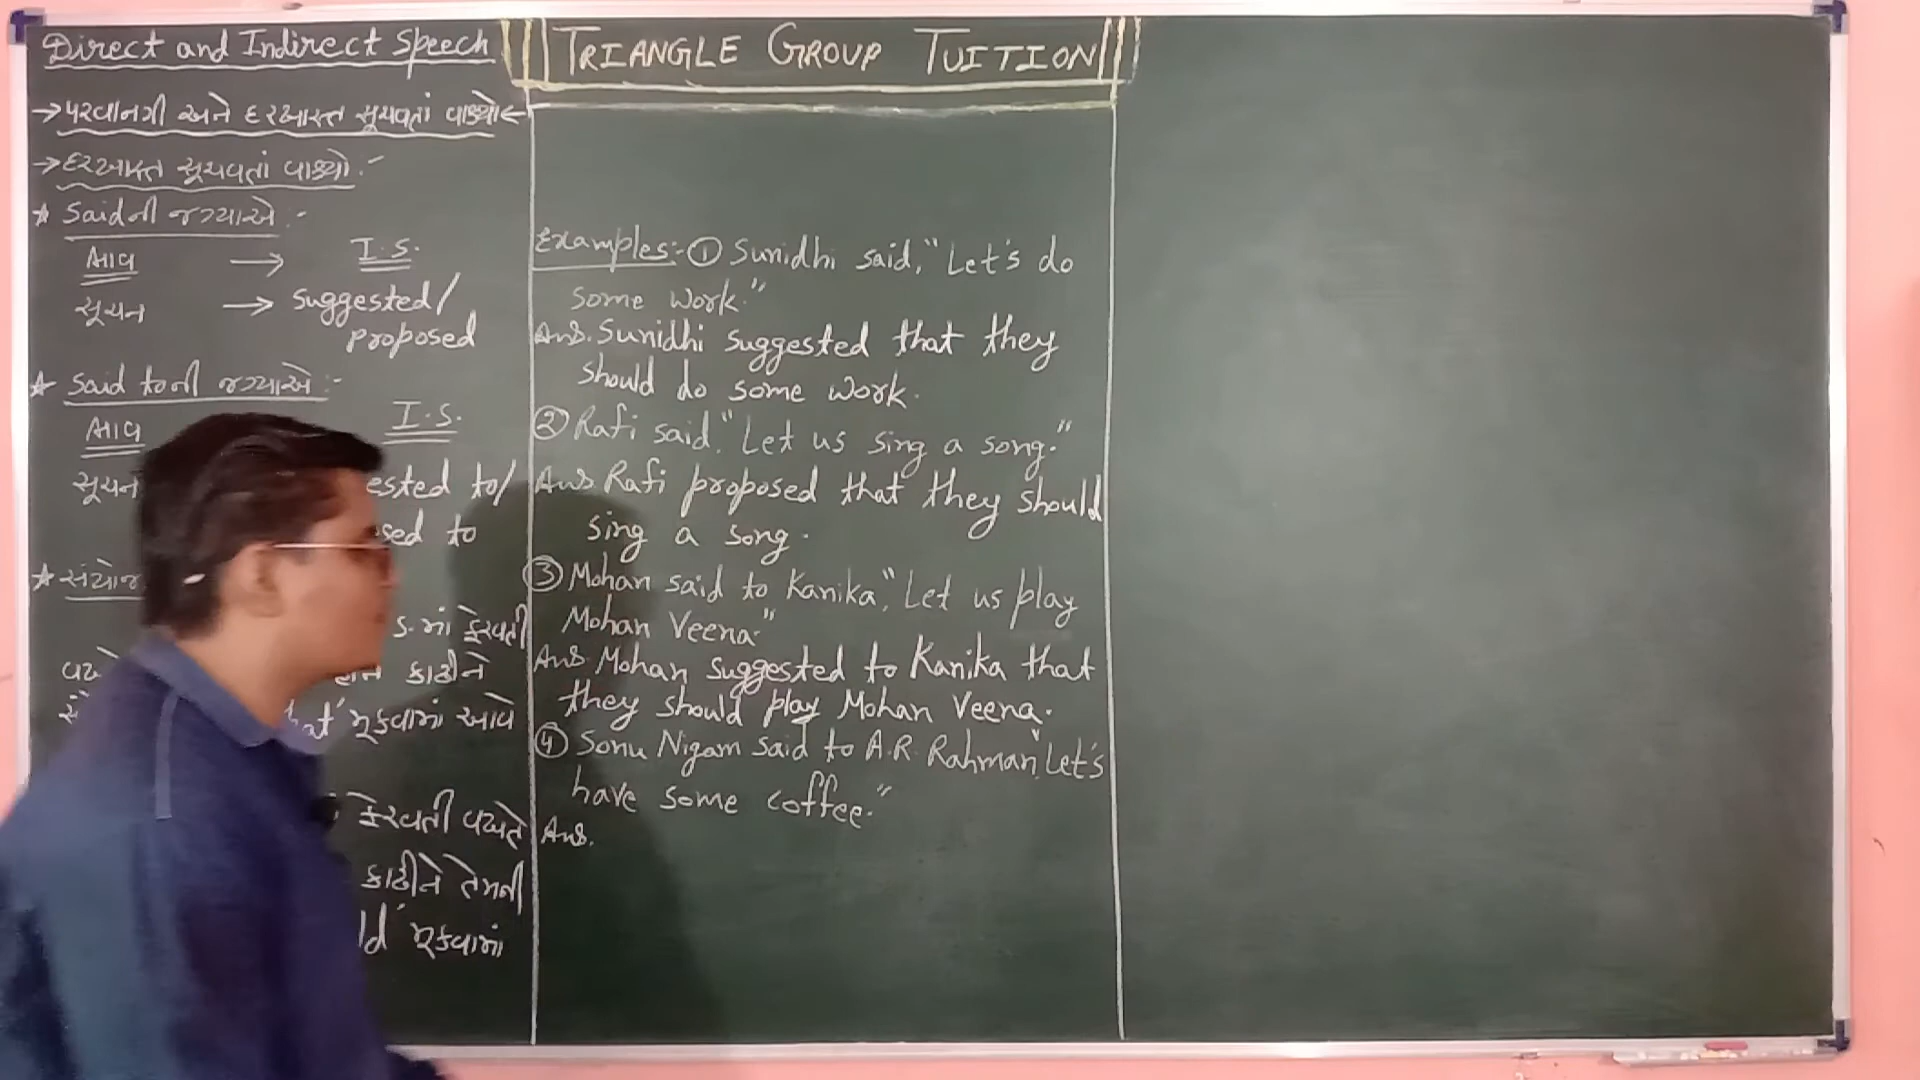 Direct and Indirect Speech
TRIANGLE GROUP TUITION
→ પરવાનગી અને દરખાસ્ત સૂચવતાં વાક્યો ←
→ દરખાસ્ત સૂચવતાં વાક્યો :-
★ Saidની જગ્યાએ :-
ભાવ → I.S.
સૂચન → suggested/
proposed
★ Said toની જગ્યાએ :-
ભાવ I.S.
સૂચન ested to/
sed to
★ સંયોજ
S.માં ફેરવતી
કાઢીને
hat' મૂકવામાં આવે
ફેરવતી વખતે
કાઢીને તેમની
ld' મૂકવામાં
Examples:- ① Sunidhi said, "Let's do
some work."
Ans. Sunidhi suggested that they
should do some work.
② Rafi said, "Let us sing a song."
Ans. Rafi proposed that they should
sing a song.
③ Mohan said to Kanika, "Let us play
Mohan Veena."
Ans. Mohan suggested to Kanika that
they should play Mohan Veena.
④ Sonu Nigam said to A.R. Rahman, "Let's
have some coffee."
Ans.